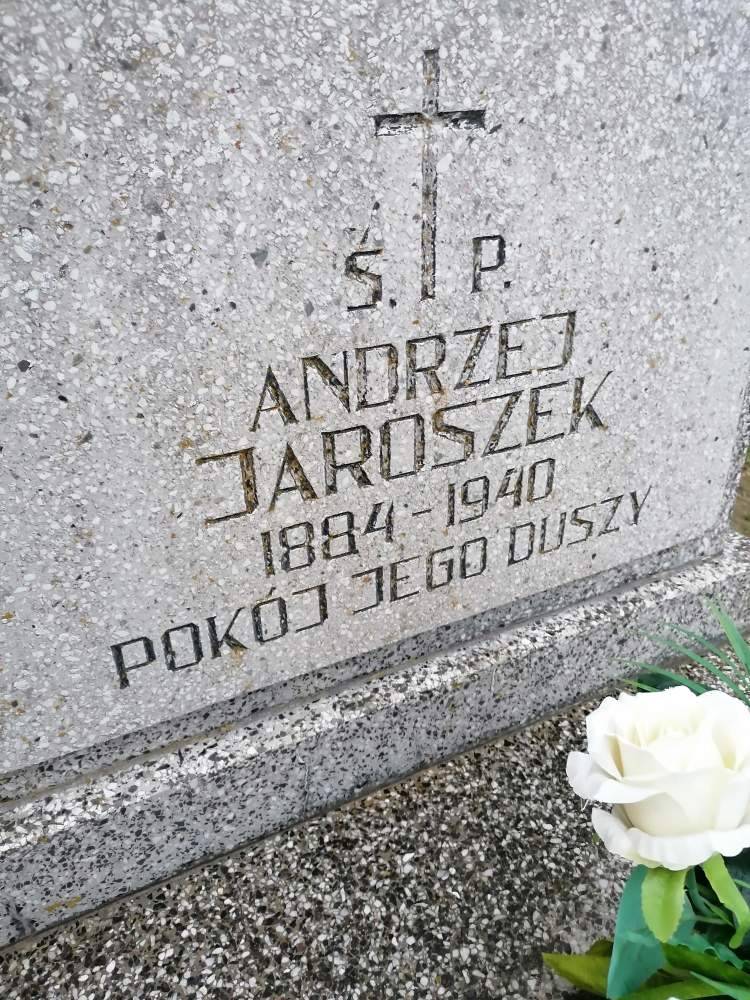 Ś. P.
ANDRZEJ
JAROSZEK
1884-1940
POKÓJ JEGO DUSZY